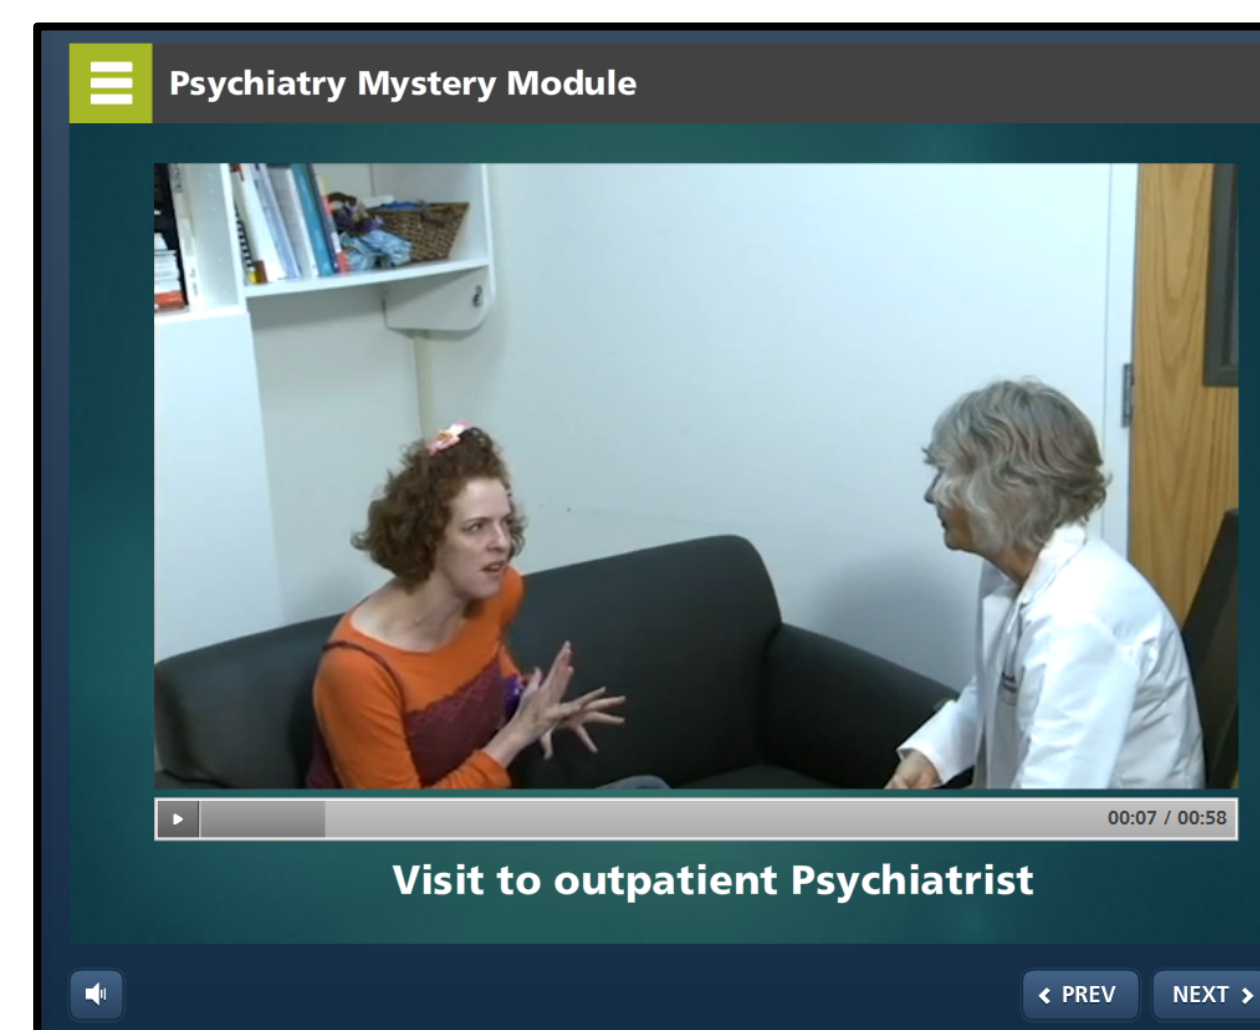 Psychiatry Mystery Module
00:07 / 00:58
Visit to outpatient Psychiatrist
PREV
NEXT